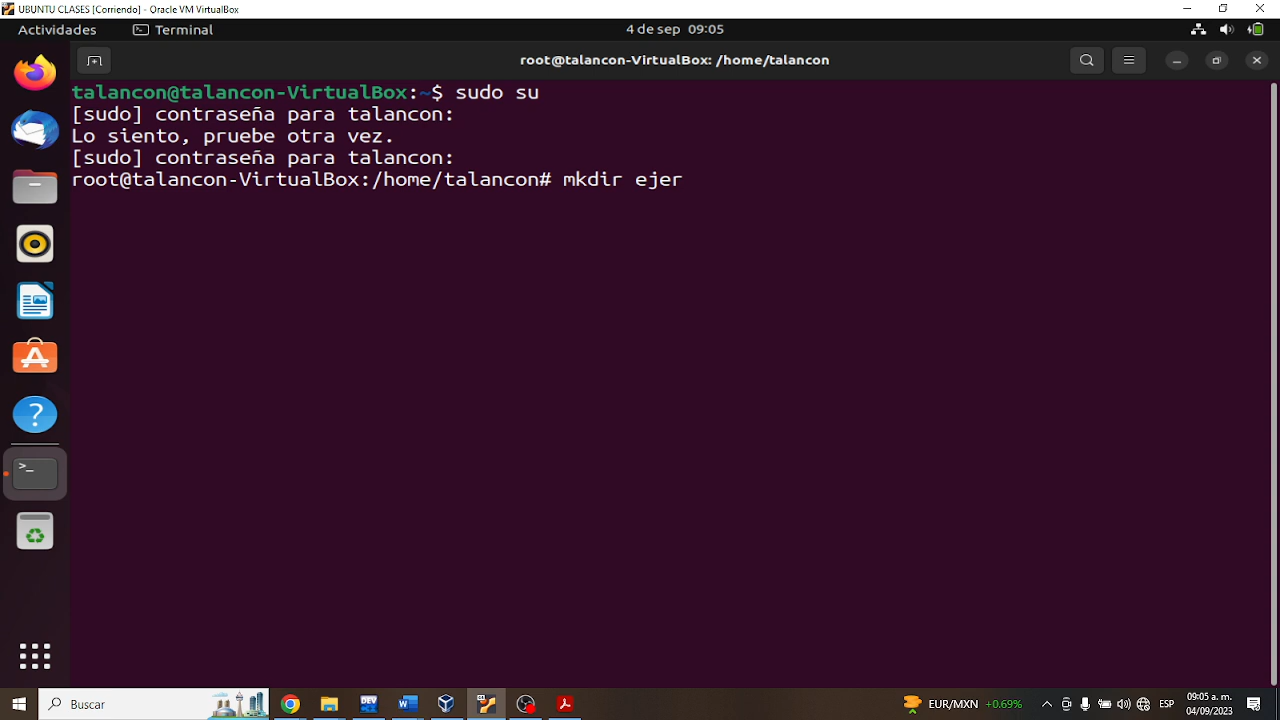 UBUNTU CLASES [Corriendo] - Oracle VM VirtualBox
Actividades
Terminal
4 de sep 09:05
root@talancon-VirtualBox: /home/talancon
talancon@talancon-VirtualBox:~$ sudo su
[sudo] contraseña para talancon:
Lo siento, pruebe otra vez.
[sudo] contraseña para talancon:
root@talancon-VirtualBox:/home/talancon# mkdir ejer
Buscar
EUR/MXN +0.69%
ESP
09:05 a. m.
04/09/2023